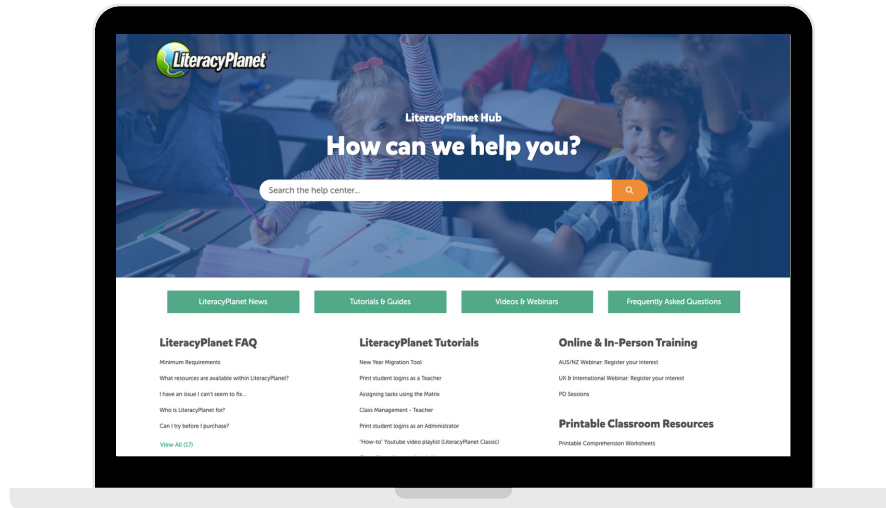 LiteracyPlanet
LiteracyPlanet Hub
How can we help you?
Search the help center...
LiteracyPlanet News
Tutorials & Guides
Videos & Webinars
Frequently Asked Questions
LiteracyPlanet FAQ
Minimum Requirements
What resources are available within LiteracyPlanet?
I have an issue I can't seem to fix...
Who is LiteracyPlanet for?
Can I try before I purchase?
View All (17)
LiteracyPlanet Tutorials
New Year Migration Tool
Print student logins as a Teacher
Assigning tasks using the Matrix
Class Management - Teacher
Print student logins as an Administrator
"How-to" Youtube video playlist (LiteracyPlanet Classic)
Online & In-Person Training
AUS/NZ Webinar: Register your interest
UK & International Webinar: Register your interest
PD Sessions
Printable Classroom Resources
Printable Comprehension Worksheets